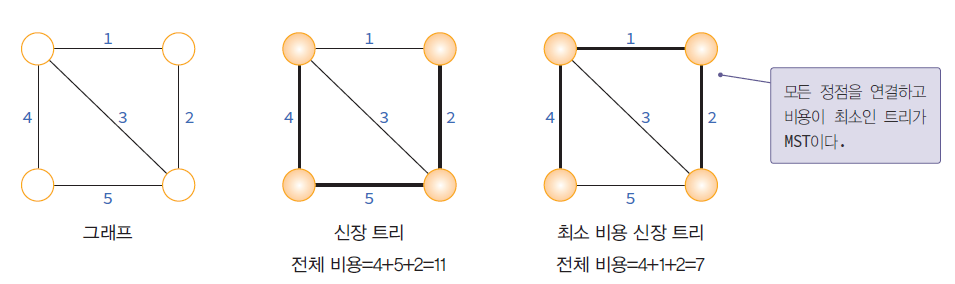 1
4
3
2
5
그래프
1
4
3
2
5
신장 트리
전체 비용=4+5+2=11
1
4
3
2
5
최소 비용 신장 트리
전체 비용=4+1+2=7
모든 정점을 연결하고
비용이 최소인 트리가
MST이다.